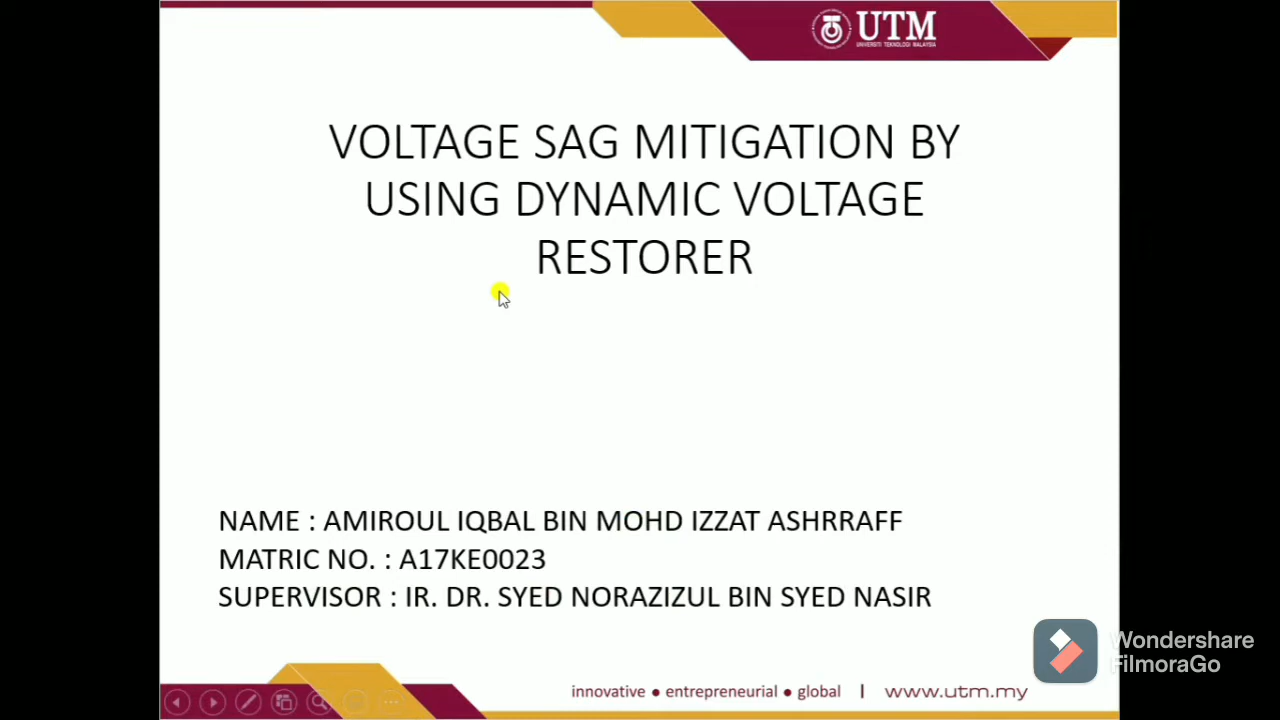 UTM
UNIVERSITI TEKNOLOGI MALAYSIA
VOLTAGE SAG MITIGATION BY
USING DYNAMIC VOLTAGE
RESTORER
NAME : AMIROUL IQBAL BIN MOHD IZZAT ASHRRAFF
MATRIC NO. : A17KE0023
SUPERVISOR : IR. DR. SYED NORAZIZUL BIN SYED NASIR
Wondershare
FilmoraGo
innovative ● entrepreneurial ● global | www.utm.my